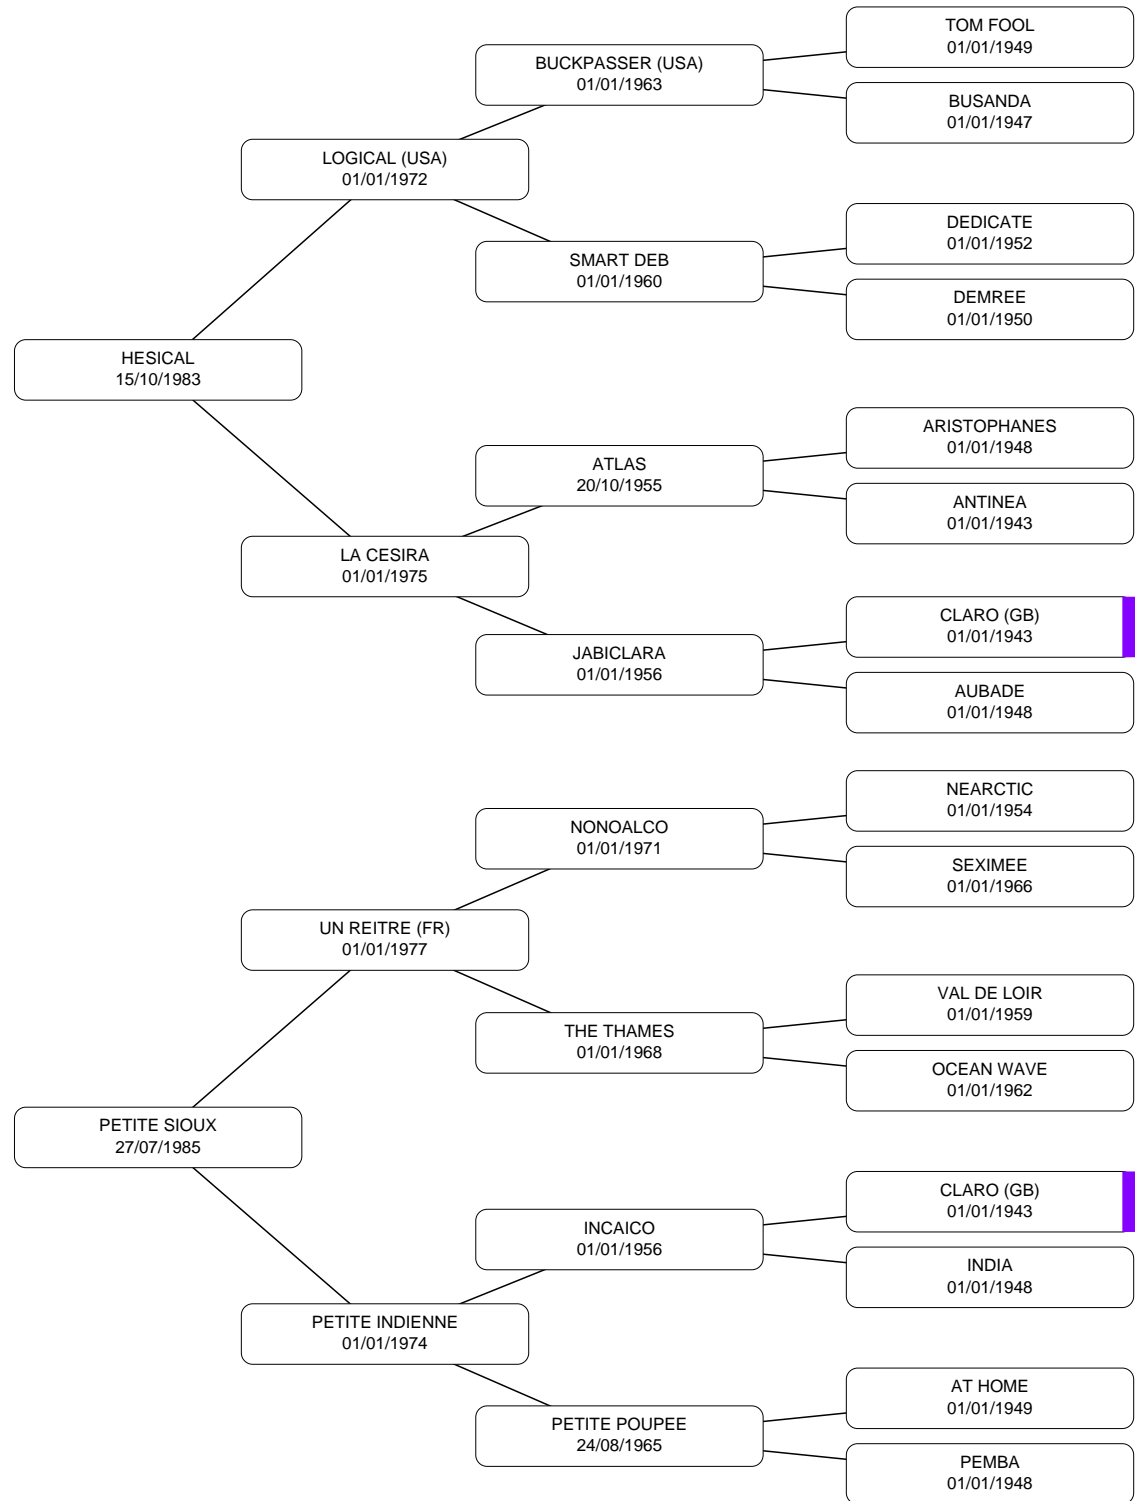 TOM FOOL
01/01/1949
BUCKPASSER (USA)
01/01/1963
BUSANDA
01/01/1947
LOGICAL (USA)
01/01/1972
DEDICATE
01/01/1952
SMART DEB
01/01/1960
DEMREE
01/01/1950
HESICAL
15/10/1983
ARISTOPHANES
01/01/1948
ATLAS
20/10/1955
ANTINEA
01/01/1943
LA CESIRA
01/01/1975
CLARO (GB)
01/01/1943
JABICLARA
01/01/1956
AUBADE
01/01/1948
NEARCTIC
01/01/1954
NONOALCO
01/01/1971
SEXIMEE
01/01/1966
UN REITRE (FR)
01/01/1977
VAL DE LOIR
01/01/1959
THE THAMES
01/01/1968
OCEAN WAVE
01/01/1962
PETITE SIOUX
27/07/1985
CLARO (GB)
01/01/1943
INCAICO
01/01/1956
INDIA
01/01/1948
PETITE INDIENNE
01/01/1974
AT HOME
01/01/1949
PETITE POUPEE
24/08/1965
PEMBA
01/01/1948